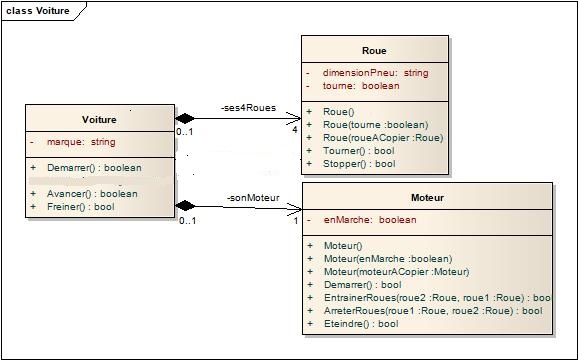 class Voiture
Roue
- dimensionPneu: string
- tourne: boolean
+ Roue()
+ Roue(tourne :boolean)
+ Roue(roueACopier :Roue)
+ Tourner() : bool
+ Stopper() : bool
-ses4Roues
0..1
4
Voiture
- marque: string
+ Demarrer() : boolean
+ Avancer() : boolean
+ Freiner() : bool
-sonMoteur
0..1
1
Moteur
- enMarche: boolean
+ Moteur()
+ Moteur(enMarche :boolean)
+ Moteur(moteurACopier :Moteur)
+ Demarrer() : bool
+ EntrainerRoues(roue2 :Roue, roue1 :Roue) : bool
+ ArreterRoues(roue1 :Roue, roue2 :Roue) : bool
+ Eteindre() : bool